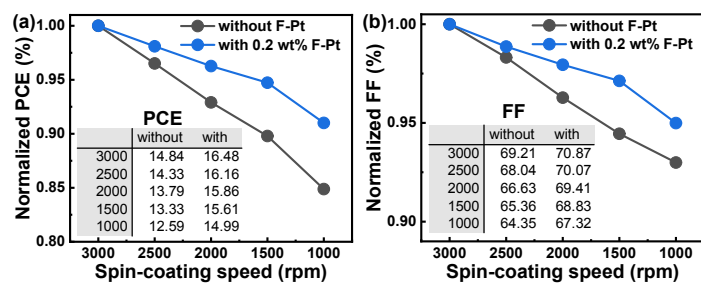 (a)
without F-Pt
with 0.2 wt% F-Pt
Normalized PCE (%)
1.00
0.95
0.90
0.85
0.80
PCE
without with
3000 14.84 16.48
2500 14.33 16.16
2000 13.79 15.86
1500 13.33 15.61
1000 12.59 14.99
3000 2500 2000 1500 1000
Spin-coating speed (rpm)
(b)
without F-Pt
with 0.2 wt% F-Pt
Normalized FF (%)
1.00
0.95
0.90
FF
without with
3000 69.21 70.87
2500 68.04 70.07
2000 66.63 69.41
1500 65.36 68.83
1000 64.35 67.32
3000 2500 2000 1500 1000
Spin-coating speed (rpm)